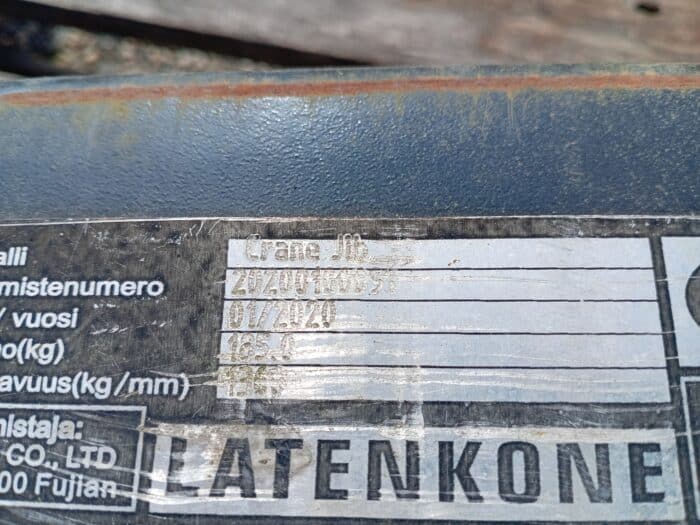 alli Crane JIb
mistenumero
/ vuosi 01/2020
no(kg) 165.0
avuus(kg/mm)
nistaja:
CO., LTD
00 Fujian
LATENKONE